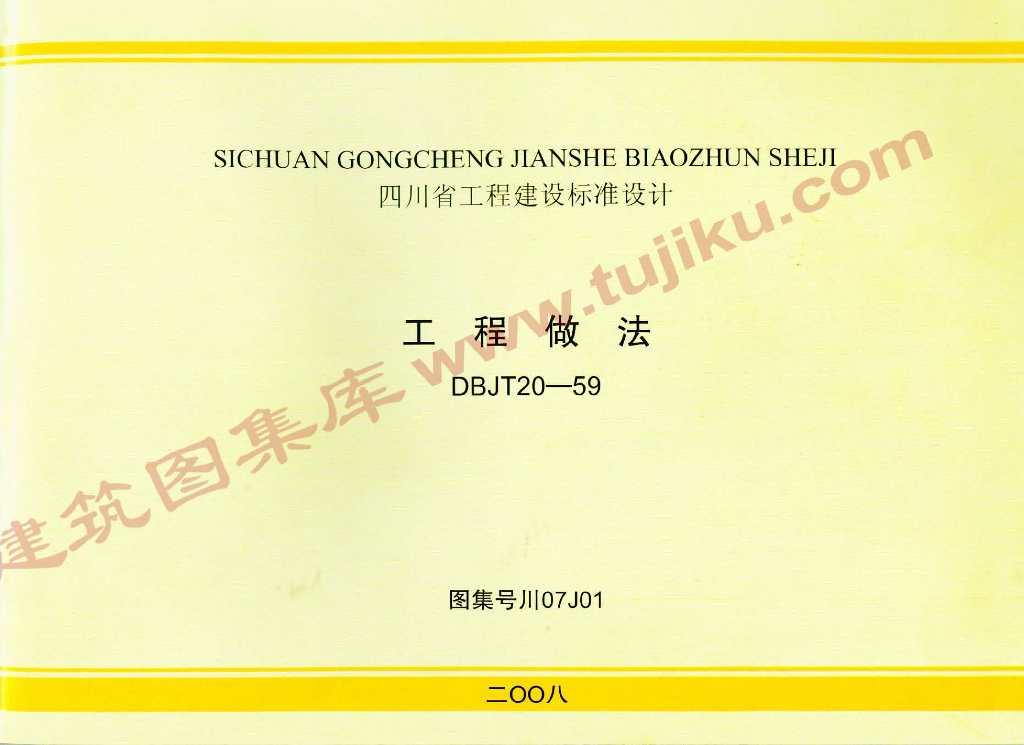 SICHUAN GONGCHENG JIANSHE BIAOZHUN SHEJI
四川省工程建设标准设计
工程做法
DBJT20—59
建筑图集库 www.tujiku.com
图集号川07J01
二〇〇八